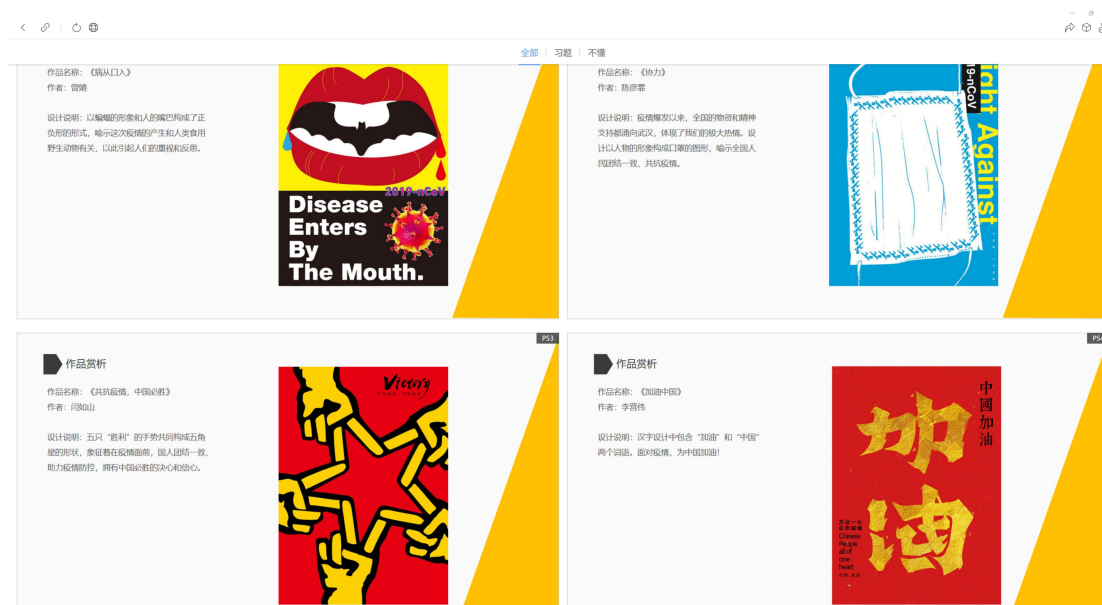 全部
习题
不懂
作品名称：《病从口入》
作者：曾婧
设计说明：以蝙蝠的形象和人的嘴巴构成了正
负形的形式，喻示这次疫情的产生和人类食用
野生动物有关，以此引起人们的重视和反思。
2019-nCoV
Disease
Enters
By
The Mouth.
作品名称：《协力》
作者：陈彦霏
设计说明：疫情爆发以来，全国的物资和精神
支持都涌向武汉，体现了我们的极大热情。设
计以人物的形象构成口罩的图形，喻示全国人
民团结一致、共抗疫情。
ight Against
19-nCoV
P53
作品赏析
作品名称：《共抗疫情，中国必胜》
作者：闫如山
设计说明：五只“胜利”的手势共同构成五角
星的形状，象征着在疫情面前，国人团结一致、
助力疫情防控，拥有中国必胜的决心和信心。
Victory
P54
作品赏析
作品名称：《加油中国》
作者：李营伟
设计说明：汉字设计中包含“加油”和“中国”
两个词语。面对疫情，为中国加油！
中國加油
加油
万众一心
众志成城
Chinese
People
all of
one
heart